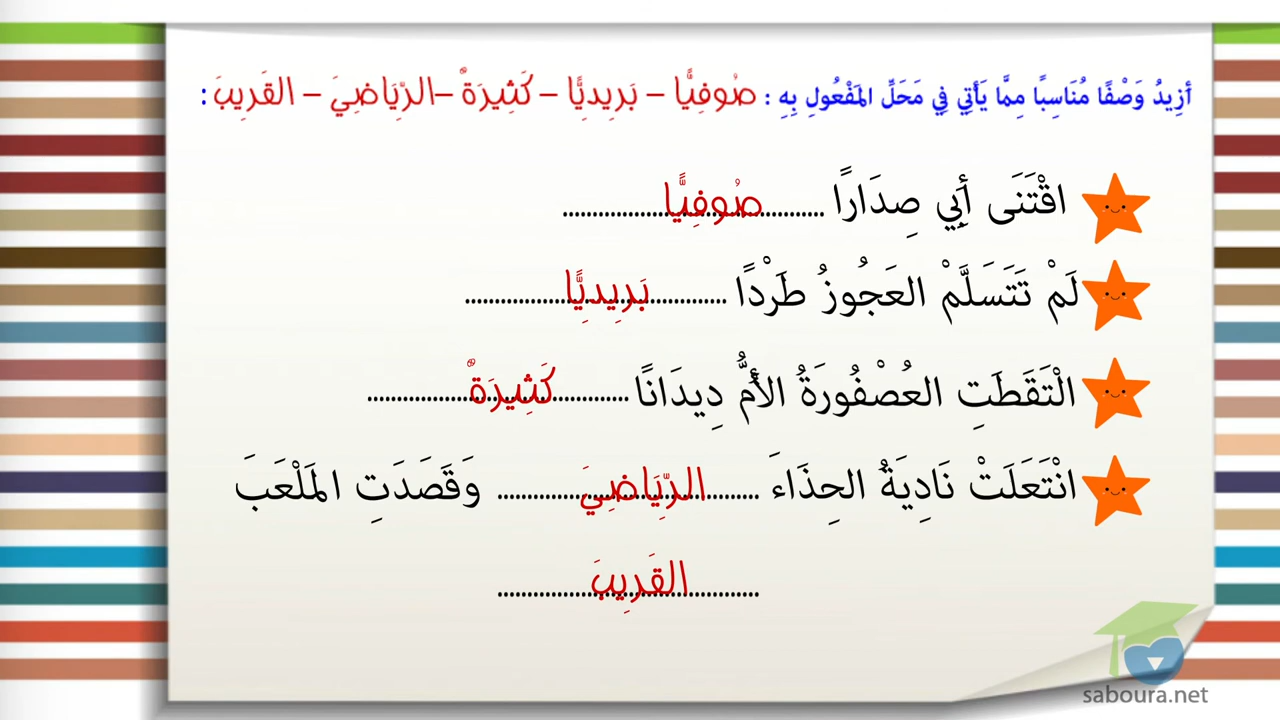 أَزِيدُ وَصْفًا مُنَاسِبًا مِمَّا يَأْتِي فِي مَحَلِّ المَفْعُولِ بِهِ : صُوفِيًّا – بَرِيدِيًّا – كَثِيرَةٌ –الرِّيَاضِيَ – القَرِيبَ :
اقْتَنَى أَبِي صِدَارًا ........صُوفِيًّا........
لَمْ تَتَسَلَّمْ العَجُوزُ طَرْدًا ........بَرِيدِيًّا........
الْتَقَطَتِ العُصْفُورَةُ الأُمُّ دِيدَانًا ........كَثِيرَةٌ........
انْتَعَلَتْ نَادِيَةُ الحِذَاءَ ........الرِّيَاضِيَ........ وَقَصَدَتِ المَلْعَبَ
........القَرِيبَ........
saboura.net